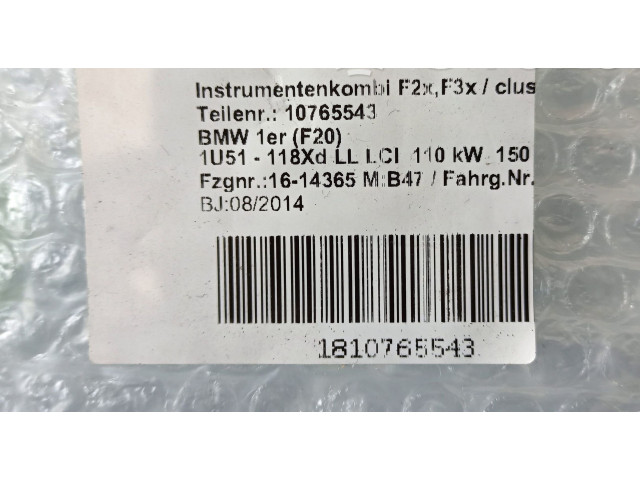 Instrumentenkombi F2x,F3x / clus
Teilenr.: 10765543
BMW 1er (F20)
1U51 - 118Xd LL LCI 110 kW 150
Fzgnr.:16-14365 M:B47 / Fahrg.Nr.
BJ:08/2014
1810765543